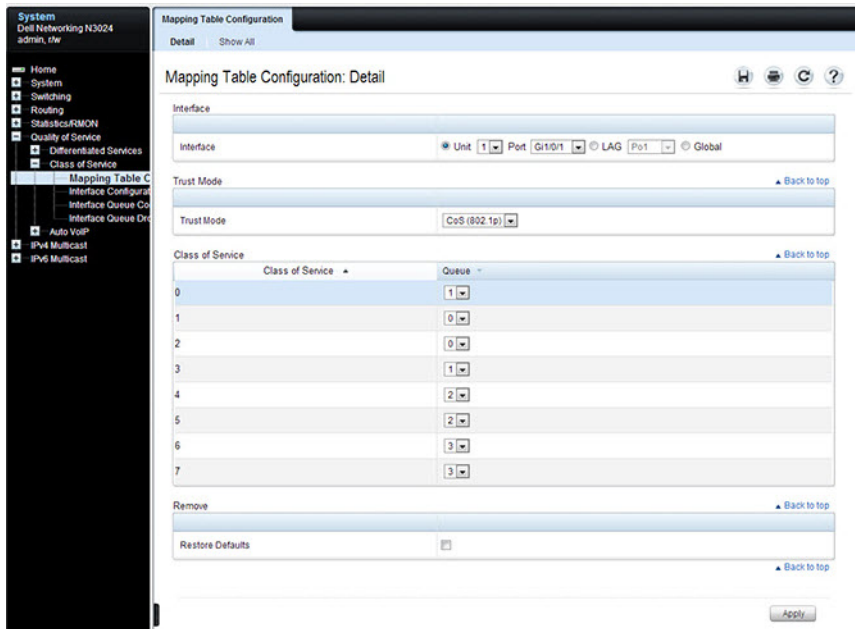 System
Dell Networking N3024
admin, r/w
Home
System
Switching
Routing
Statistics/RMON
Quality of Service
Differentiated Services
Class of Service
Mapping Table C
Interface Configurat
Interface Queue Co
Interface Queue Dro
Auto VoIP
IPv4 Multicast
IPv6 Multicast
Mapping Table Configuration
Detail Show All
Mapping Table Configuration: Detail
Interface
Interface Unit 1 Port Gi1/0/1 LAG Po1 Global
Trust Mode Back to top
Trust Mode CoS (802.1p)
Class of Service Back to top
Class of Service Queue
0 1
1 0
2 0
3 1
4 2
5 2
6 3
7 3
Remove Back to top
Restore Defaults
Back to top
Apply